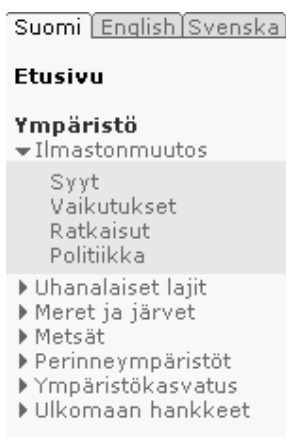 Suomi English Svenska
Etusivu
Ympäristö
Ilmastonmuutos
Syyt
Vaikutukset
Ratkaisut
Politiikka
Uhanalaiset lajit
Meret ja järvet
Metsät
Perinneympäristöt
Ympäristökasvatus
Ulkomaan hankkeet